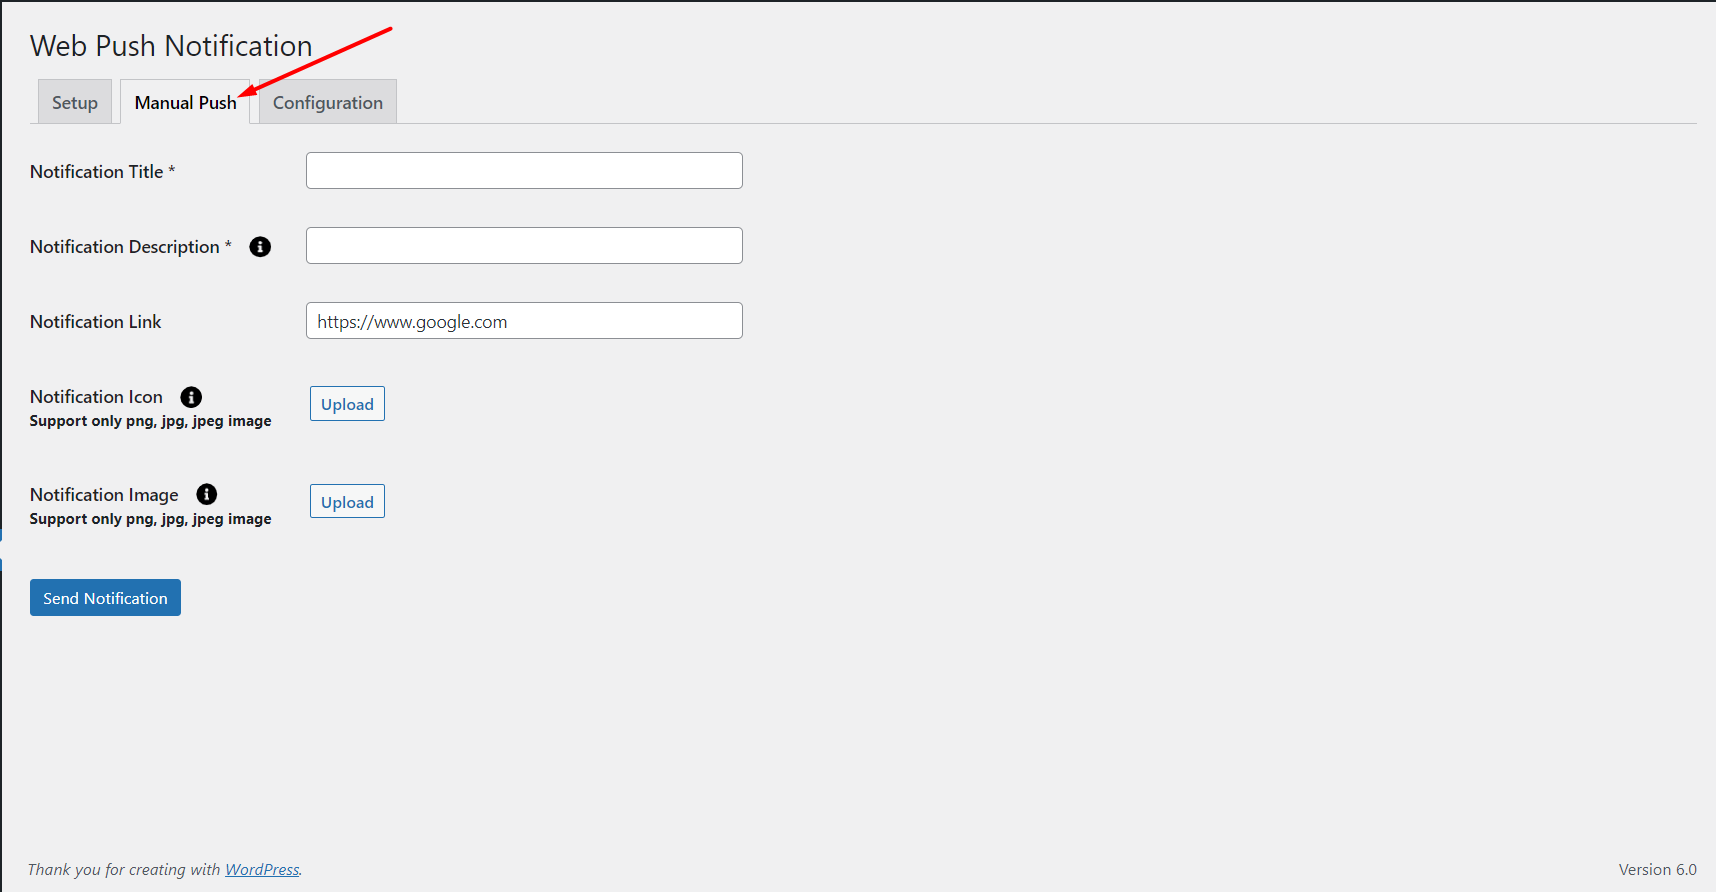 Web Push Notification
Setup Manual Push Configuration
Notification Title *
Notification Description *
Notification Link https://www.google.com
Notification Icon
Support only png, jpg, jpeg image
Upload
Notification Image
Support only png, jpg, jpeg image
Upload
Send Notification
Thank you for creating with WordPress. Version 6.0